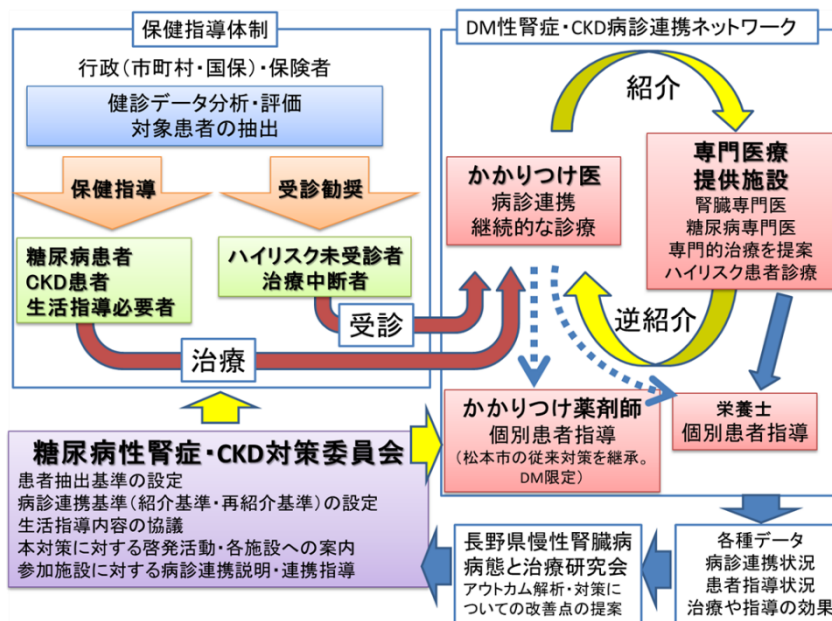 保健指導体制
行政(市町村・国保)・保険者
健診データ分析・評価
対象患者の抽出
保健指導
受診勧奨
糖尿病患者
CKD患者
生活指導必要者
ハイリスク未受診者
治療中断者
受診
治療
DM性腎症・CKD病診連携ネットワーク
紹介
かかりつけ医
病診連携
継続的な診療
専門医療
提供施設
腎臓専門医
糖尿病専門医
専門的治療を提案
ハイリスク患者診療
逆紹介
かかりつけ薬剤師
個別患者指導
(松本市の従来対策を継承。
DM限定)
栄養士
個別患者指導
糖尿病性腎症・CKD対策委員会
患者抽出基準の設定
病診連携基準(紹介基準・再紹介基準)の設定
生活指導内容の協議
本対策に対する啓発活動・各施設への案内
参加施設に対する病診連携説明・連携指導
長野県慢性腎臓病
病態と治療研究会
アウトカム解析・対策に
ついての改善点の提案
各種データ
病診連携状況
患者指導状況
治療や指導の効果